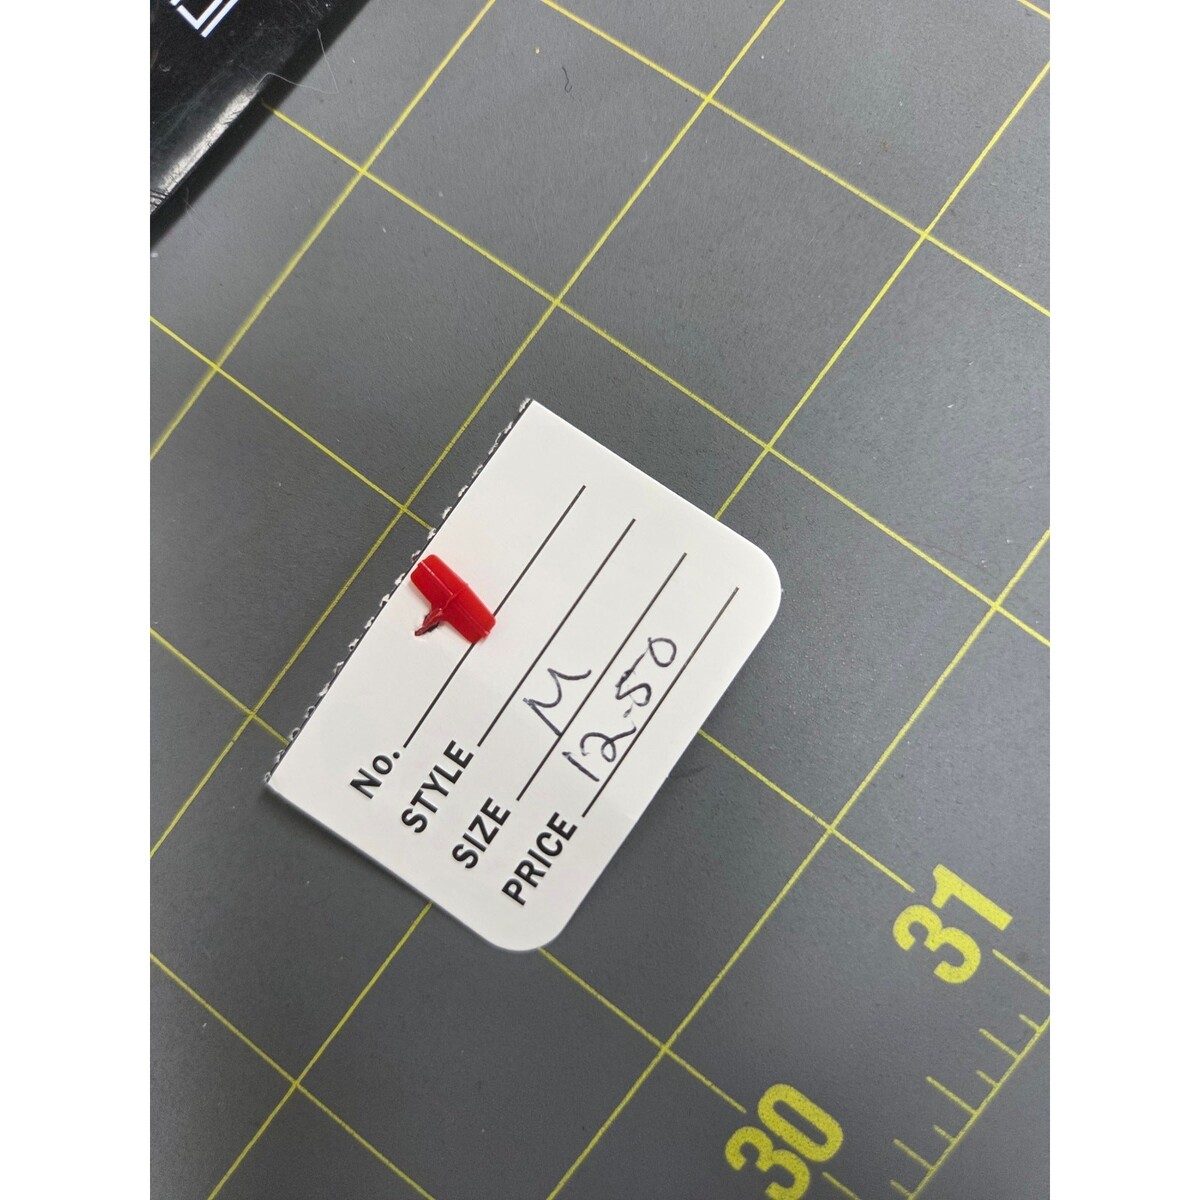 No.
STYLE
SIZE M
PRICE 12.50
31
30